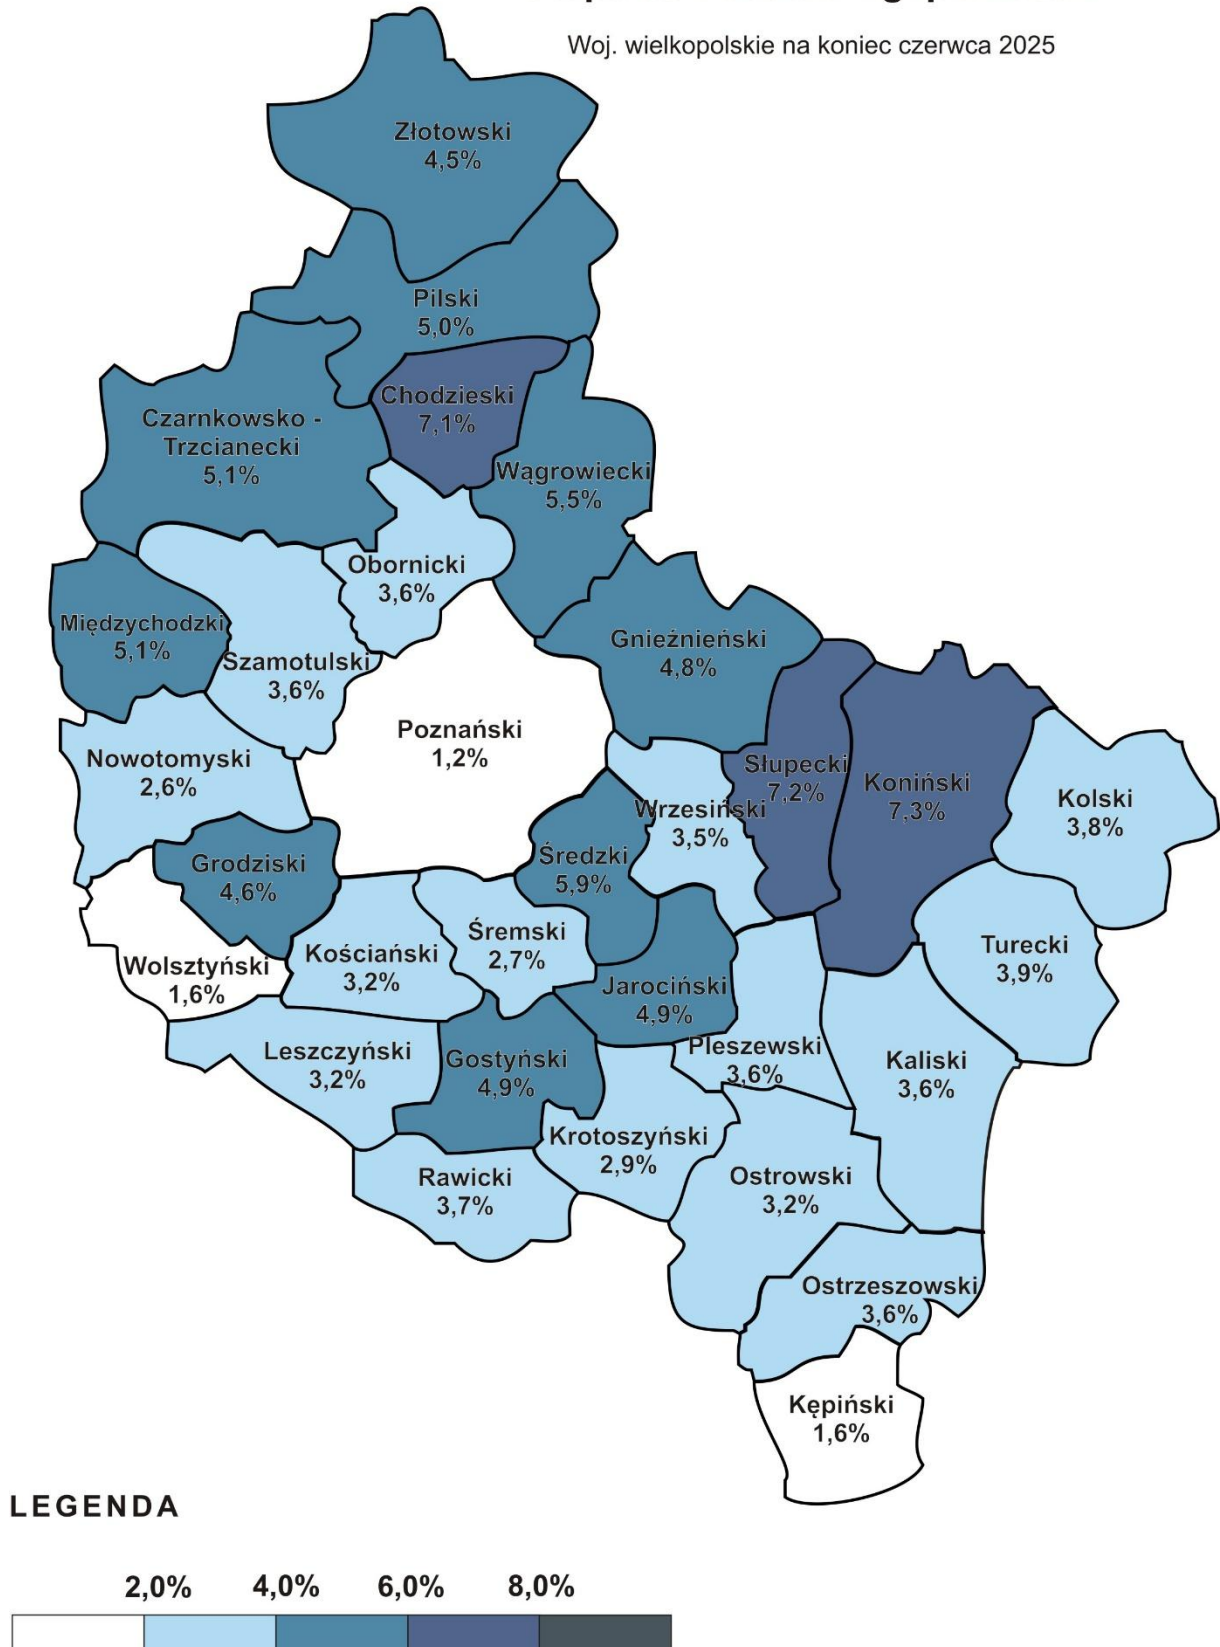 Woj. wielkopolskie na koniec czerwca 2025
Złotowski
4,5%
Pilski
5,0%
Chodzieski
7,1%
Czarnkowsko -
Trzcianecki
5,1%
Wągrowiecki
5,5%
Obornicki
3,6%
Międzychodzki
5,1%
Szamotulski
3,6%
Gnieźnieński
4,8%
Poznański
1,2%
Nowotomyski
2,6%
Słupecki
7,2%
Koniński
7,3%
Kolski
3,8%
Wrzesiński
3,5%
Grodziski
4,6%
Średzki
5,9%
Śremski
2,7%
Kościański
3,2%
Turecki
3,9%
Wolsztyński
1,6%
Jarociński
4,9%
Leszczyński
3,2%
Gostyński
4,9%
Pleszewski
3,6%
Kaliski
3,6%
Krotoszyński
2,9%
Rawicki
3,7%
Ostrowski
3,2%
Ostrzeszowski
3,6%
Kępiński
1,6%
LEGENDA
2,0% 4,0% 6,0% 8,0%